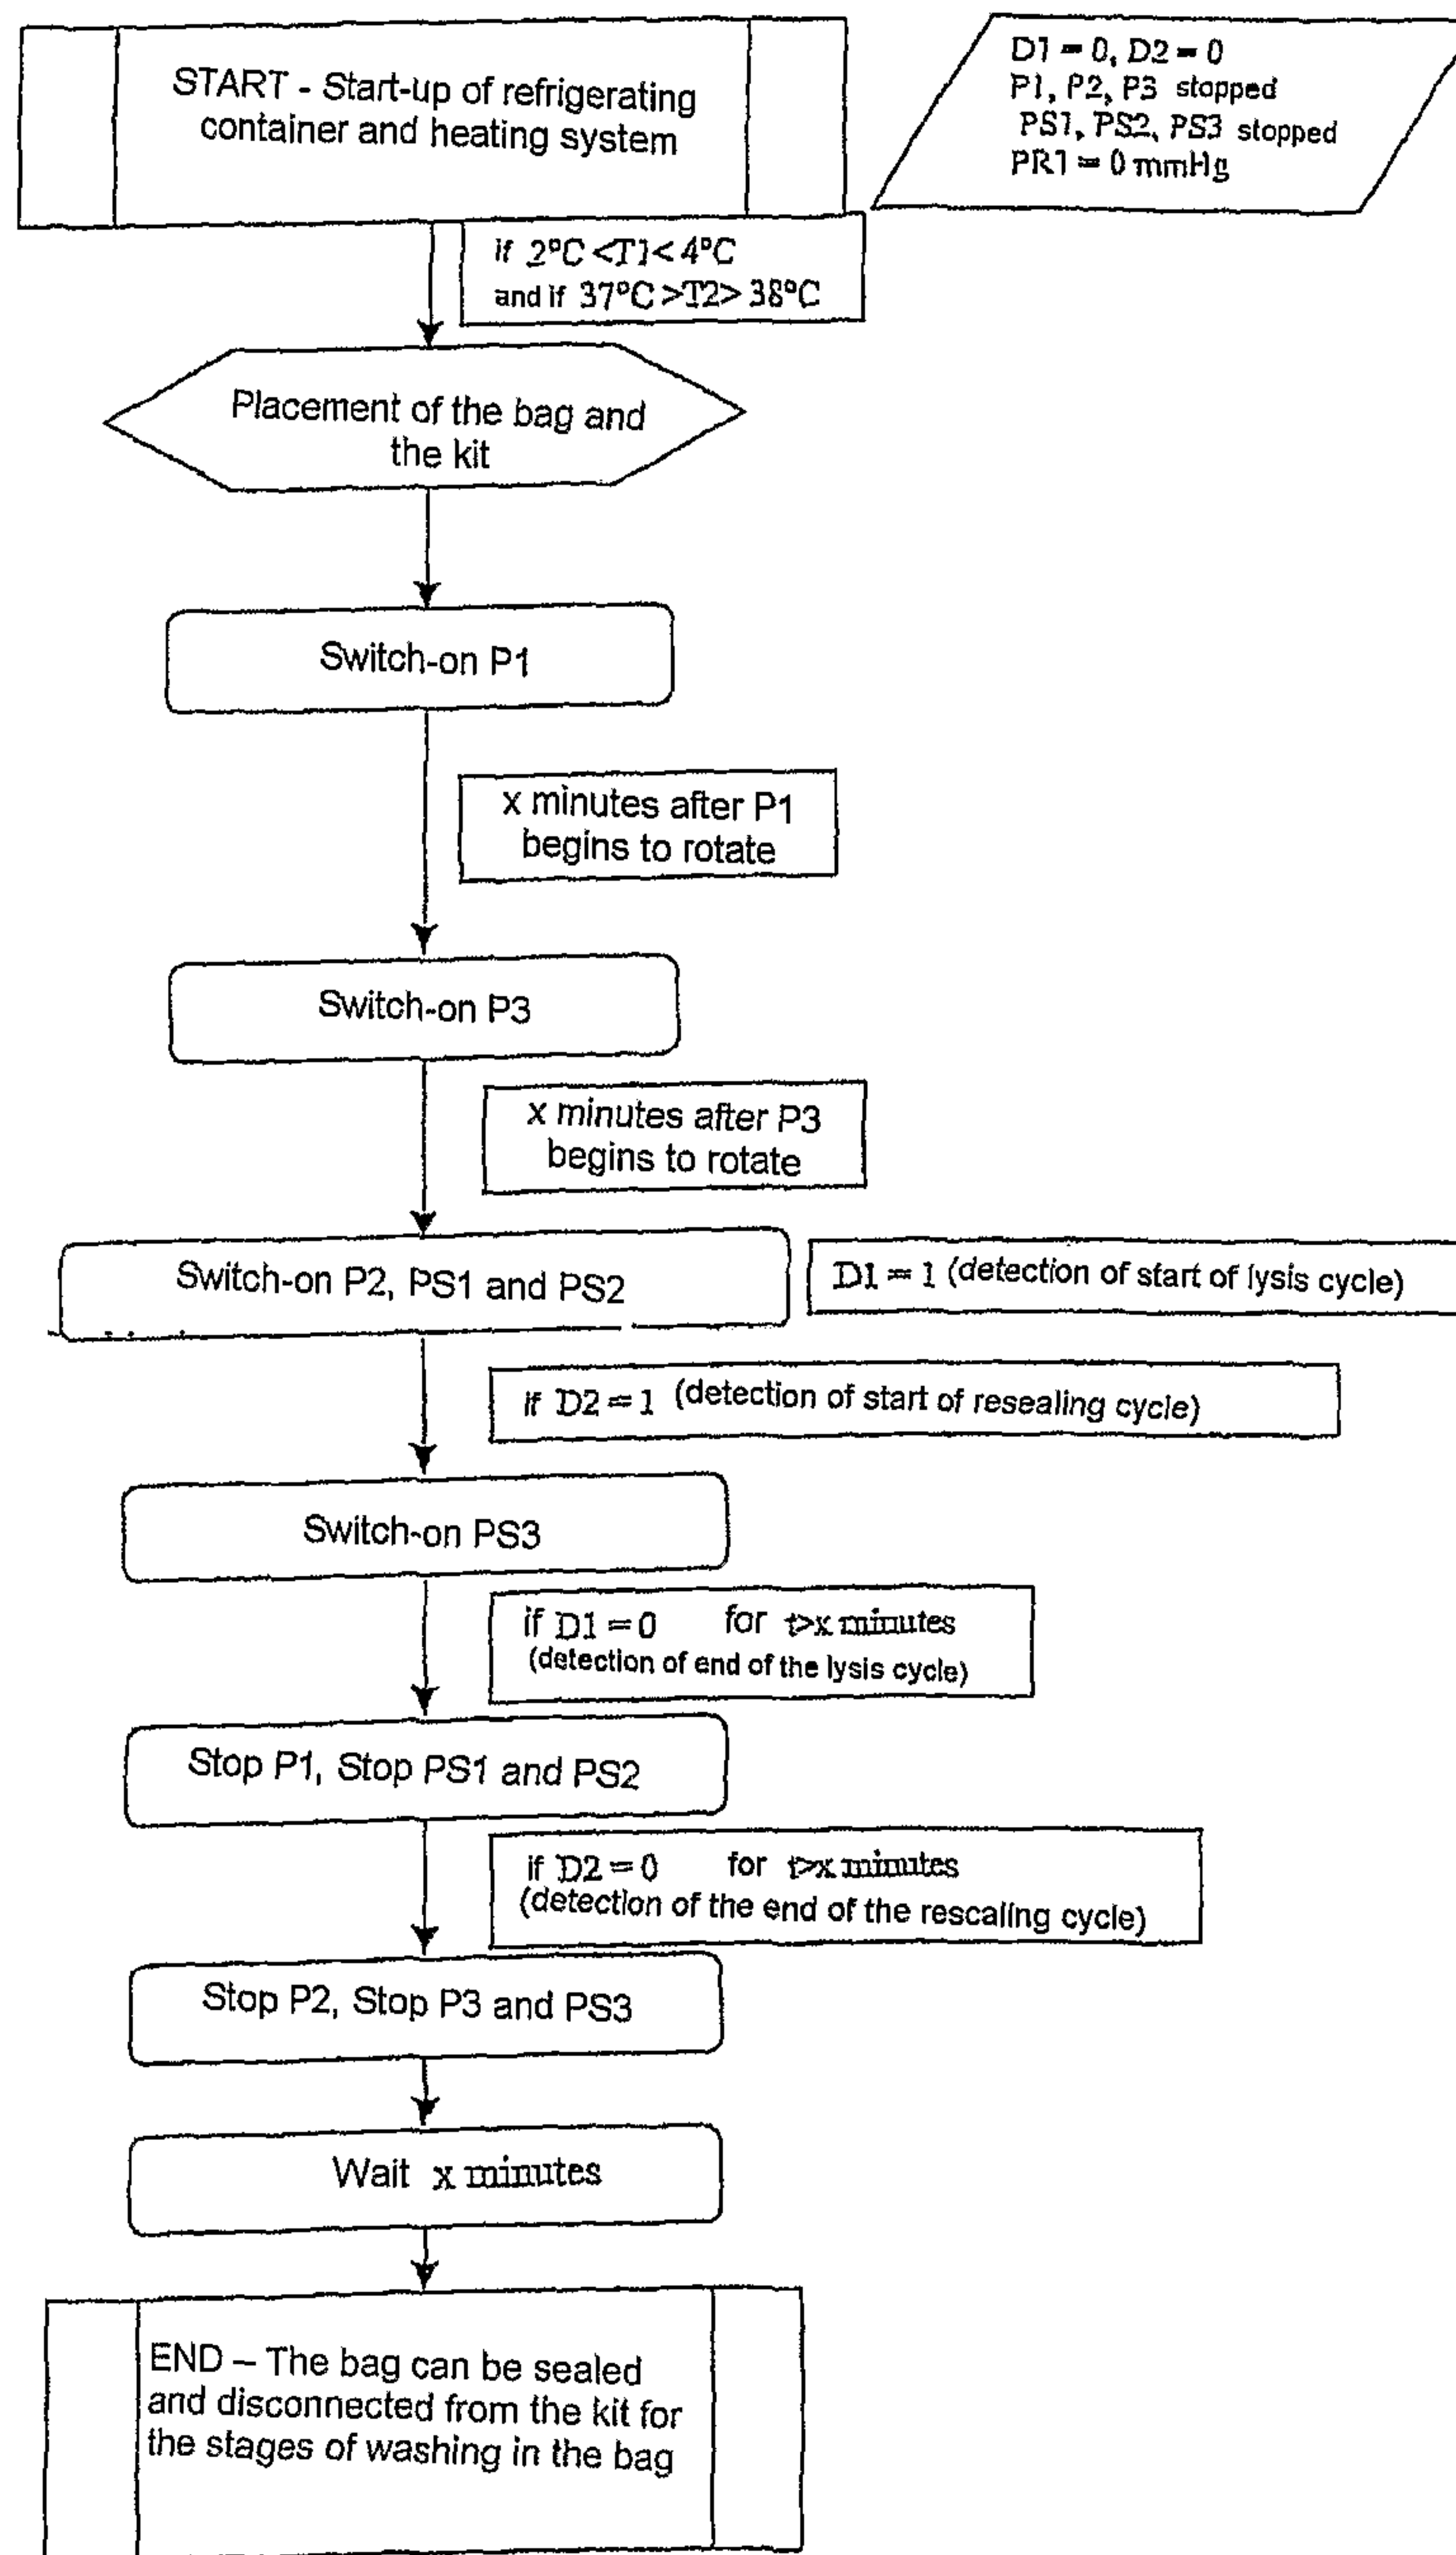 START - Start-up of refrigerating
container and heating system
D1 = 0, D2 = 0
P1, P2, P3 stopped
PS1, PS2, PS3 stopped
PR1 = 0 mmHg
if 2°C <T1< 4°C
and if 37°C >T2> 38°C
Placement of the bag and
the kit
Switch-on P1
x minutes after P1
begins to rotate
Switch-on P3
x minutes after P3
begins to rotate
Switch-on P2, PS1 and PS2
D1 = 1 (detection of start of lysis cycle)
if D2 = 1 (detection of start of resealing cycle)
Switch-on PS3
if D1 = 0 for t>x minutes
(detection of end of the lysis cycle)
Stop P1, Stop PS1 and PS2
if D2 = 0 for t>x minutes
(detection of the end of the rescaling cycle)
Stop P2, Stop P3 and PS3
Wait x minutes
END – The bag can be sealed
and disconnected from the kit for
the stages of washing in the bag